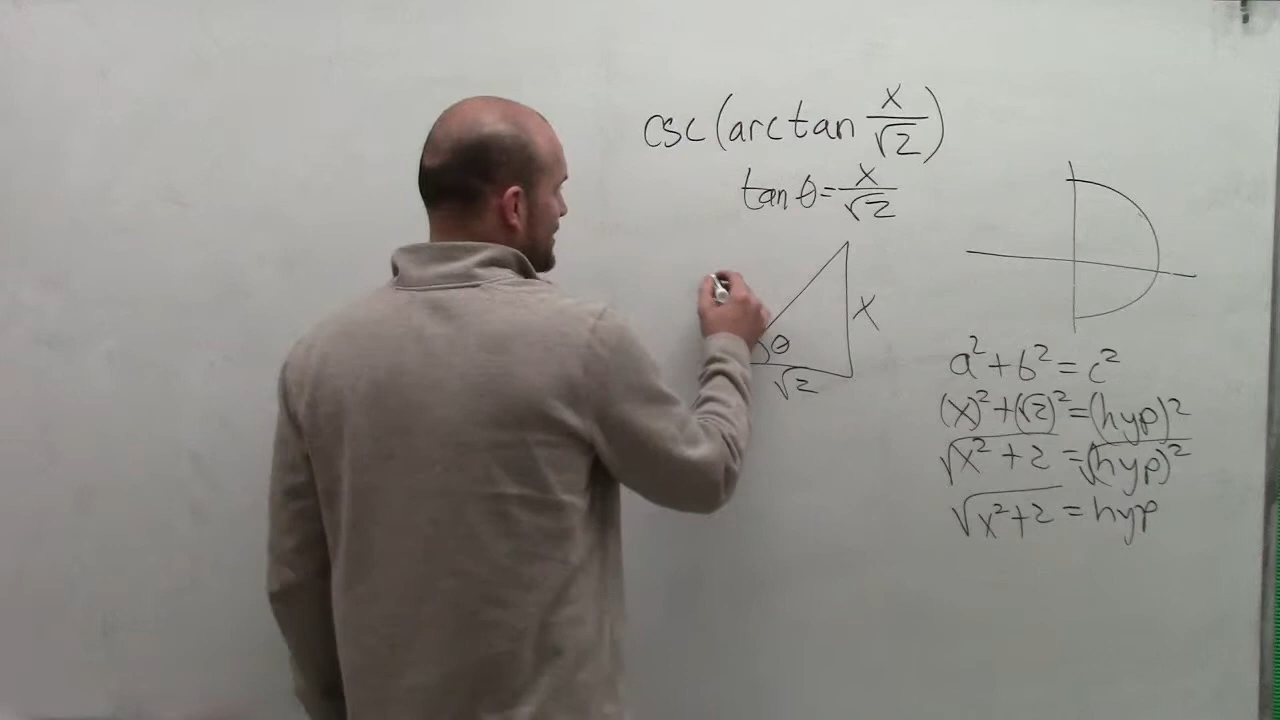 csc(arctan x/√2)
tan θ = x/√2
θ
x
√2
a² + b² = c²
(x)² + (√2)² = (hyp)²
√x² + 2 = √(hyp)²
√x² + 2 = hyp